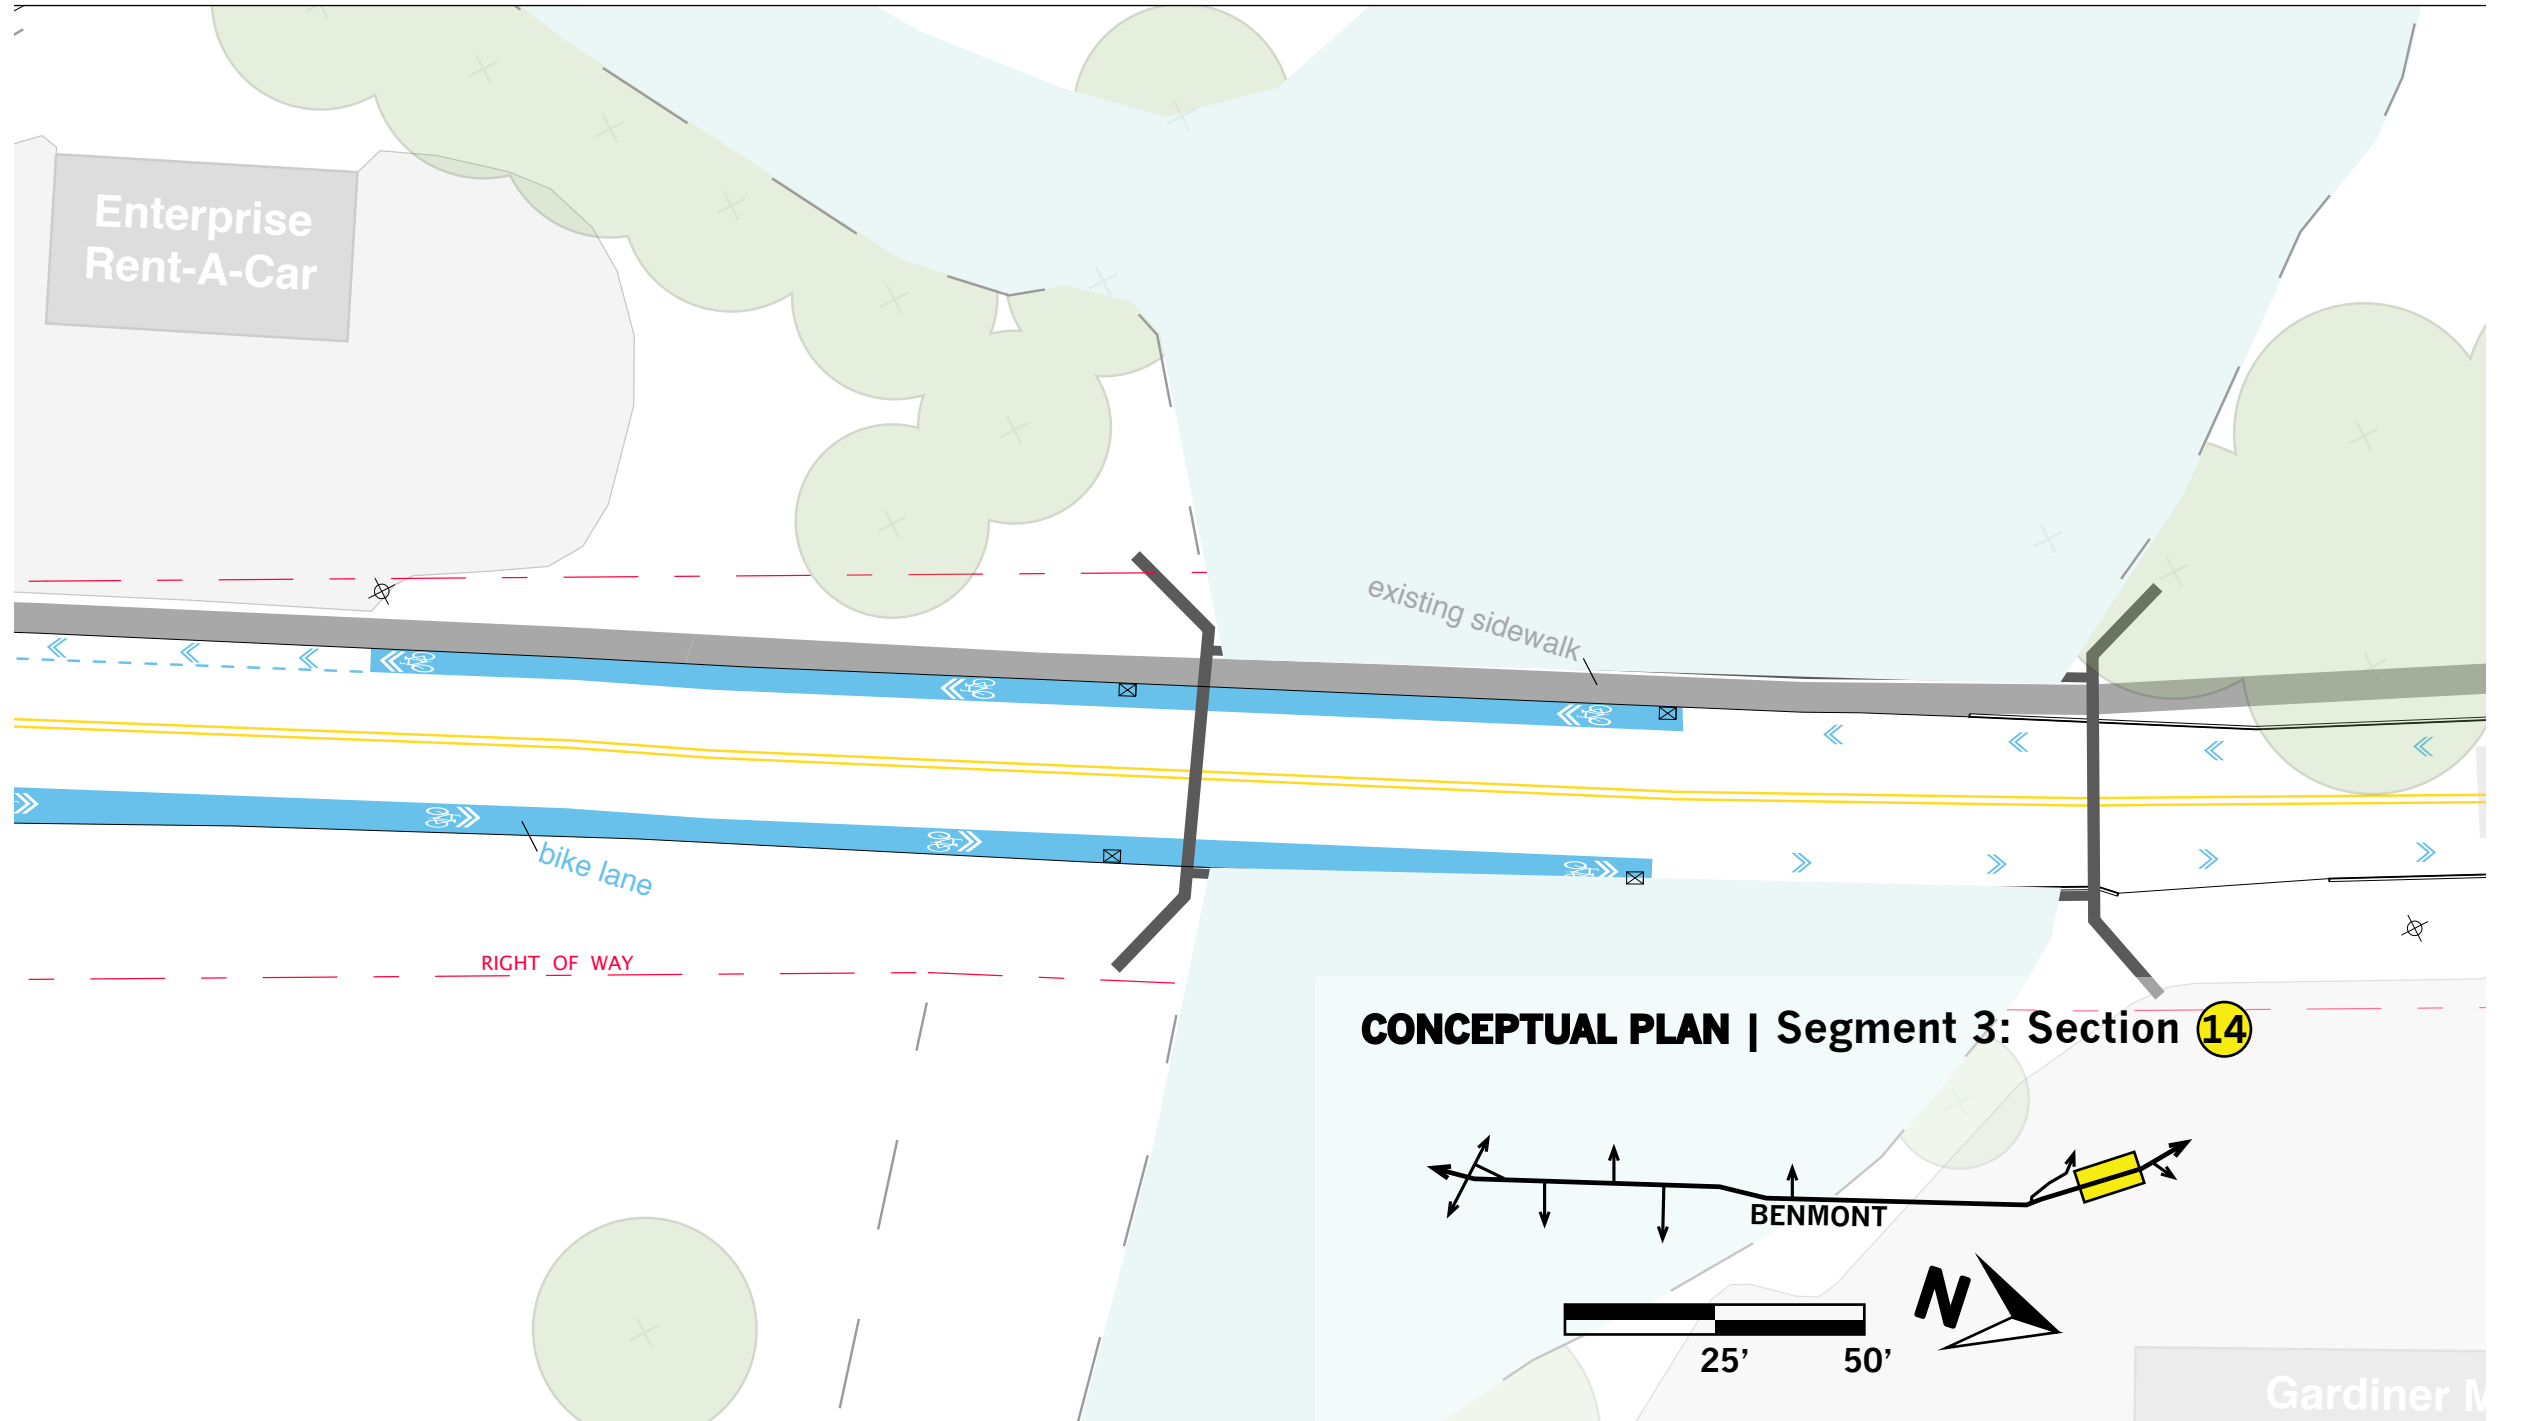 Enterprise
Rent-A-Car
existing sidewalk
bike lane
RIGHT OF WAY
CONCEPTUAL PLAN | Segment 3: Section 14
BENMONT
N
25’ 50’
Gardiner